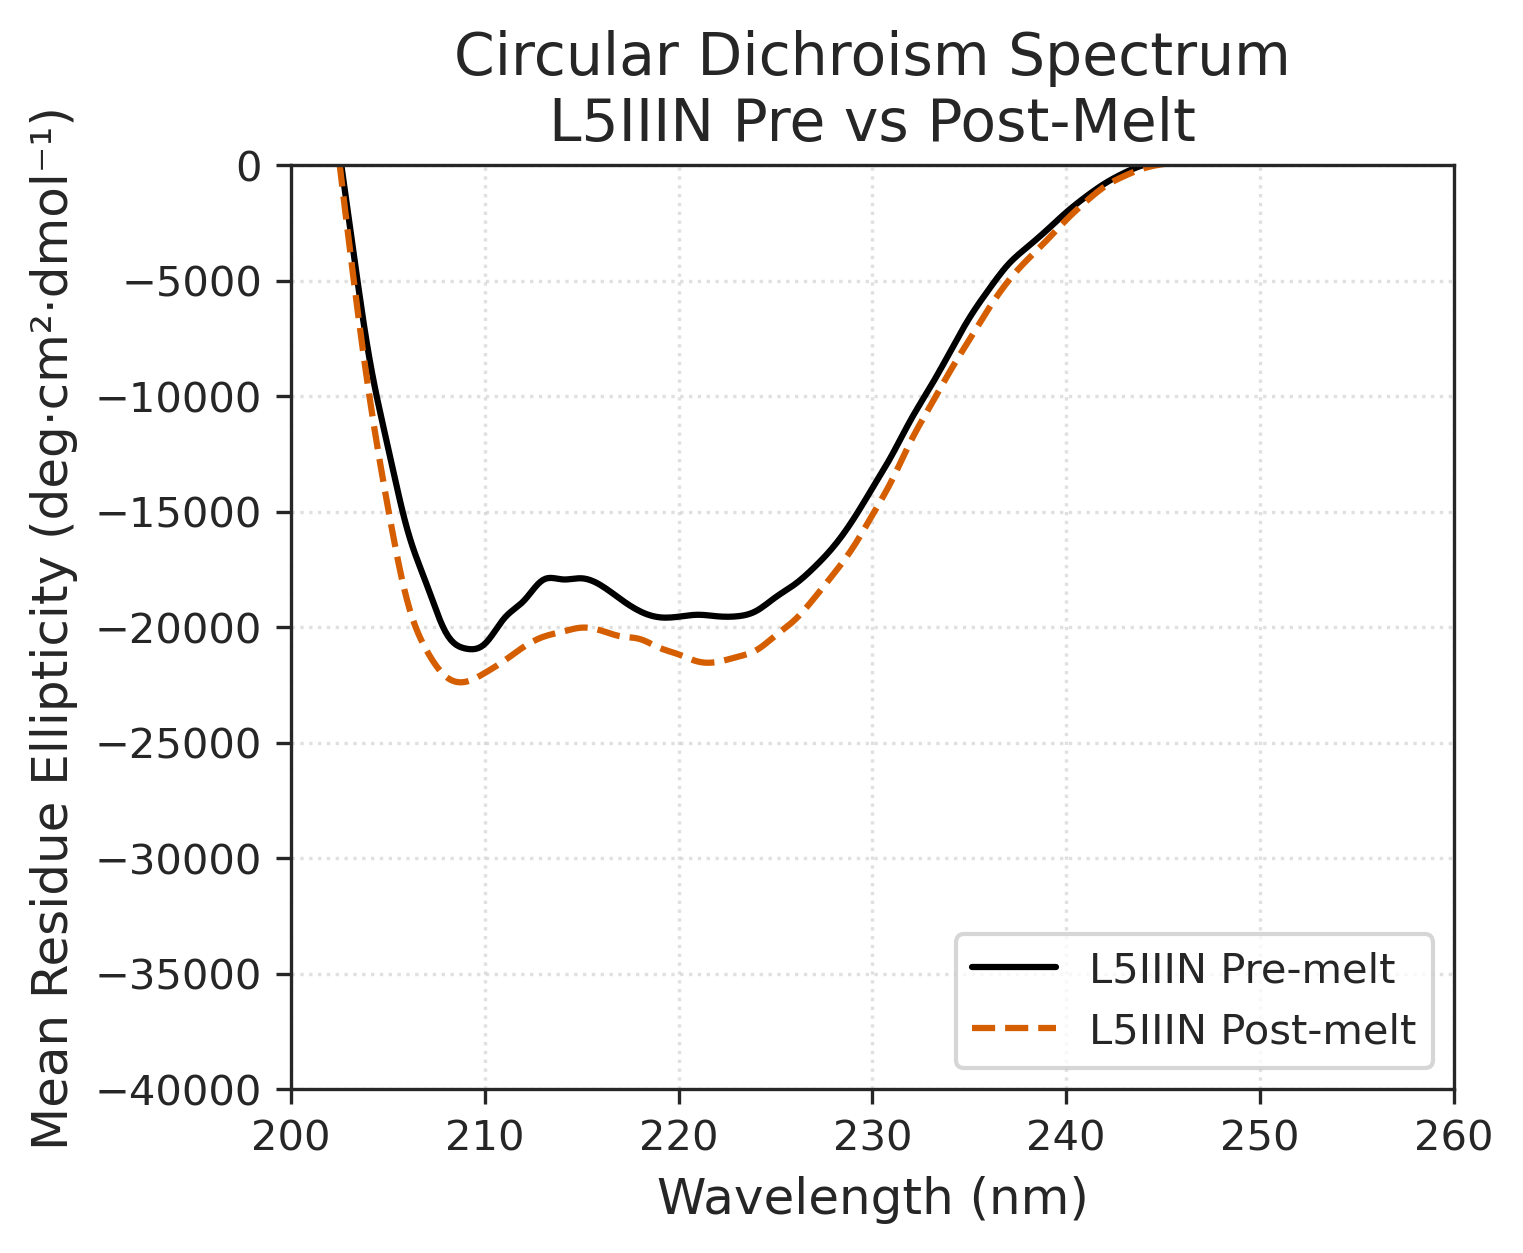 Circular Dichroism Spectrum
L5IIIN Pre vs Post-Melt
Mean Residue Ellipticity (deg·cm²·dmol⁻¹)
0
−5000
−10000
−15000
−20000
−25000
−30000
−35000
−40000
L5IIIN Pre-melt
L5IIIN Post-melt
200 210 220 230 240 250 260
Wavelength (nm)